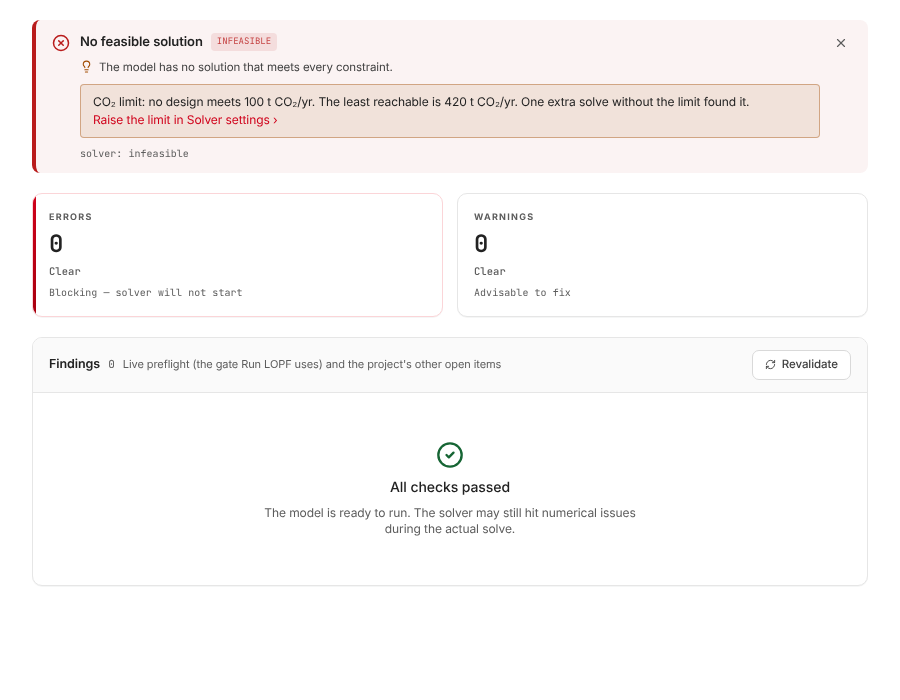 No feasible solution INFEASIBLE
The model has no solution that meets every constraint.
CO₂ limit: no design meets 100 t CO₂/yr. The least reachable is 420 t CO₂/yr. One extra solve without the limit found it.
Raise the limit in Solver settings ›
solver: infeasible
ERRORS
0
Clear
Blocking — solver will not start
WARNINGS
0
Clear
Advisable to fix
Findings 0 Live preflight (the gate Run LOPF uses) and the project's other open items
Revalidate
All checks passed
The model is ready to run. The solver may still hit numerical issues
during the actual solve.